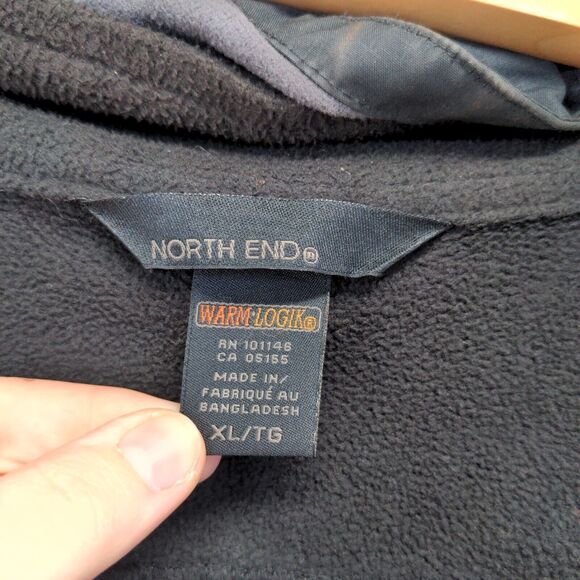 NORTH END®
WARM·LOGIK®
RN 101146
CA 05155
MADE IN/
FABRIQUÉ AU
BANGLADESH
XL/TG